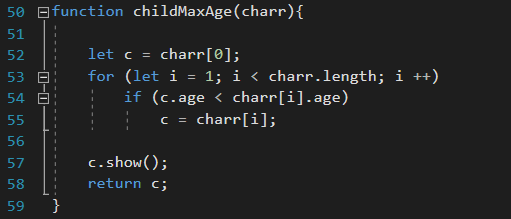 50 function childMaxAge(charr){
51
52     let c = charr[0];
53     for (let i = 1; i < charr.length; i ++)
54         if (c.age < charr[i].age)
55             c = charr[i];
56
57     c.show();
58     return c;
59 }